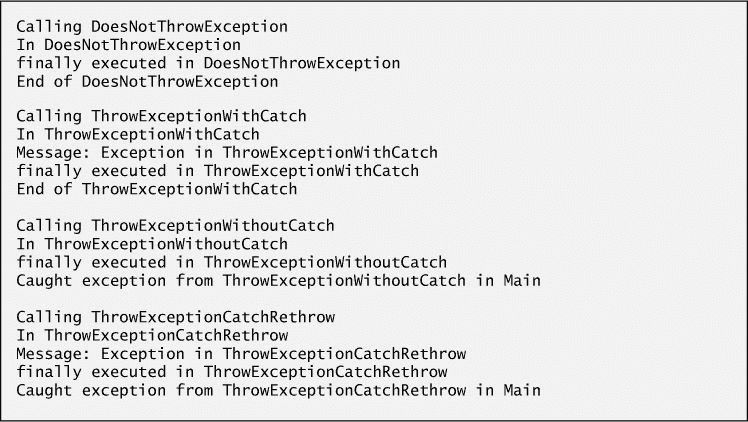 Calling DoesNotThrowException
In DoesNotThrowException
finally executed in DoesNotThrowException
End of DoesNotThrowException
Calling ThrowExceptionWithCatch
In ThrowExceptionWithCatch
Message: Exception in ThrowExceptionWithCatch
finally executed in ThrowExceptionWithCatch
End of ThrowExceptionWithCatch
Calling ThrowExceptionWithoutCatch
In ThrowExceptionWithoutCatch
finally executed in ThrowExceptionWithoutCatch
Caught exception from ThrowExceptionWithoutCatch in Main
Calling ThrowExceptionCatchRethrow
In ThrowExceptionCatchRethrow
Message: Exception in ThrowExceptionCatchRethrow
finally executed in ThrowExceptionCatchRethrow
Caught exception from ThrowExceptionCatchRethrow in Main